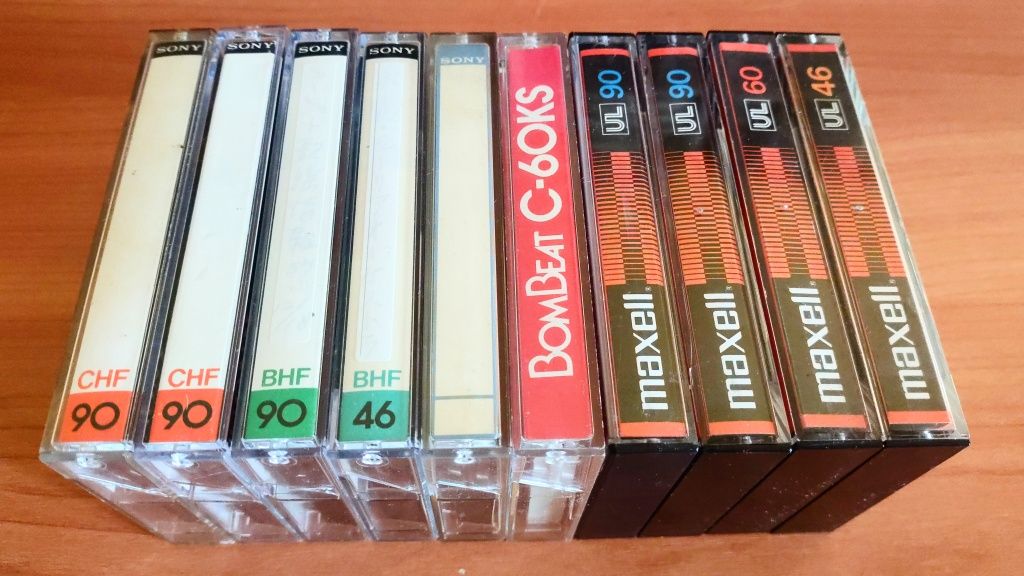 SONY
CHF
90
SONY
CHF
90
SONY
BHF
90
SONY
BHF
46
SONY
BOMBEAT C-60KS
maxell UL 90
maxell UL 90
maxell UL 60
maxell UL 46